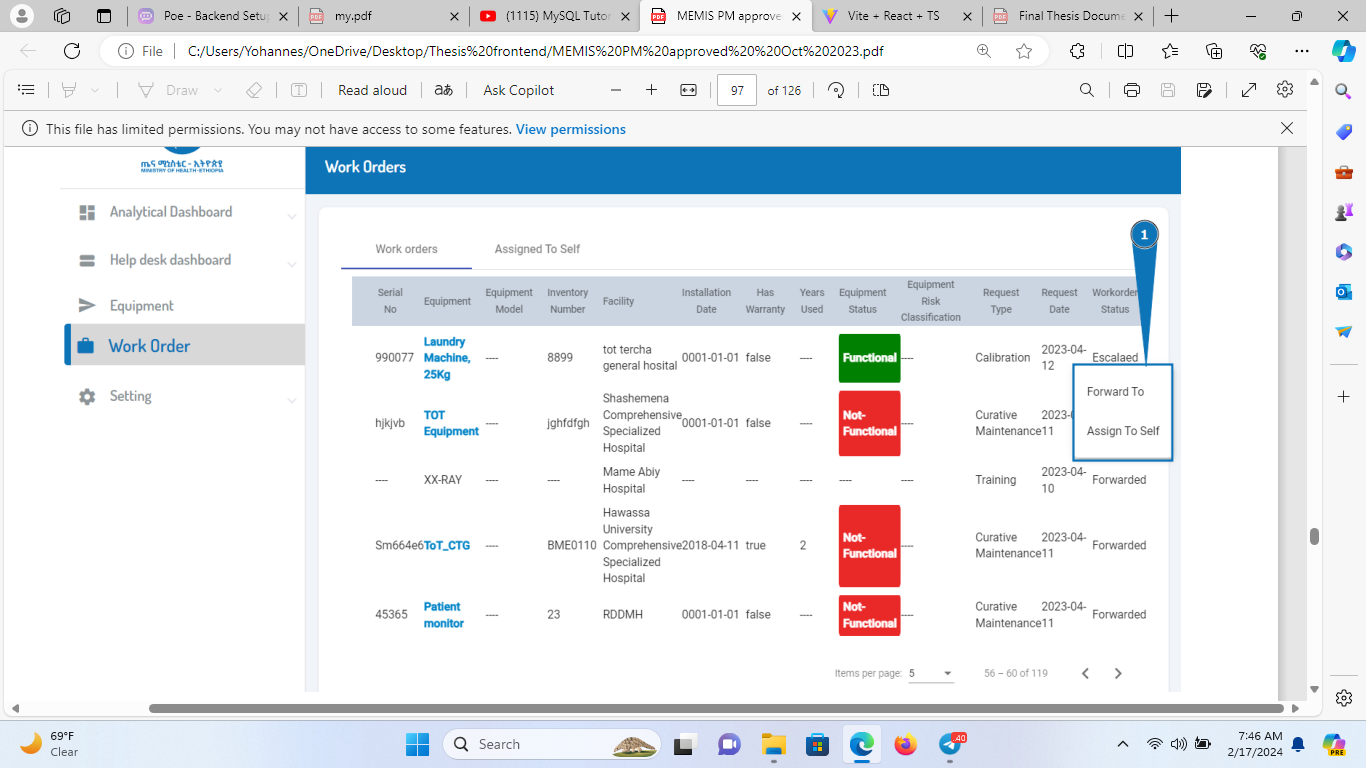 Poe - Backend Setup
my.pdf
(1115) MySQL Tutor
MEMIS PM approve
Vite + React + TS
Final Thesis Docume
File
C:/Users/Yohannes/OneDrive/Desktop/Thesis%20frontend/MEMIS%20PM%20approved%20%20Oct%202023.pdf
Draw
Read aloud
Ask Copilot
97 of 126
This file has limited permissions. You may not have access to some features. View permissions
ጤና ሚኒስቴር - ኢትዮጵያ
MINISTRY OF HEALTH-ETHIOPIA
Analytical Dashboard
Help desk dashboard
Equipment
Work Order
Setting
Work Orders
Work orders Assigned To Self
1
Serial No Equipment Equipment Model Inventory Number Facility Installation Date Has Warranty Years Used Equipment Status Equipment Risk Classification Request Type Request Date Workorder Status
990077 Laundry Machine, 25Kg ---- 8899 tot tercha general hosital 0001-01-01 false ---- Functional ---- Calibration 2023-04-12 Escalaed
hjkjvb TOT Equipment ---- jghfdfgh Shashemena Comprehensive Specialized Hospital 0001-01-01 false ---- Not-Functional ---- Curative Maintenance 2023-0 11
Forward To
Assign To Self
---- XX-RAY ---- ---- Mame Abiy Hospital ---- ---- ---- ---- ---- Training 2023-04-10 Forwarded
Sm664e6 ToT_CTG ---- BME0110 Hawassa University Comprehensive Specialized Hospital 2018-04-11 true 2 Not-Functional ---- Curative Maintenance 2023-04-11 Forwarded
45365 Patient monitor ---- 23 RDDMH 0001-01-01 false ---- Not-Functional ---- Curative Maintenance 2023-04-11 Forwarded
Items per page: 5 56 – 60 of 119
69°F
Clear
Search
40
7:46 AM
2/17/2024
PRE